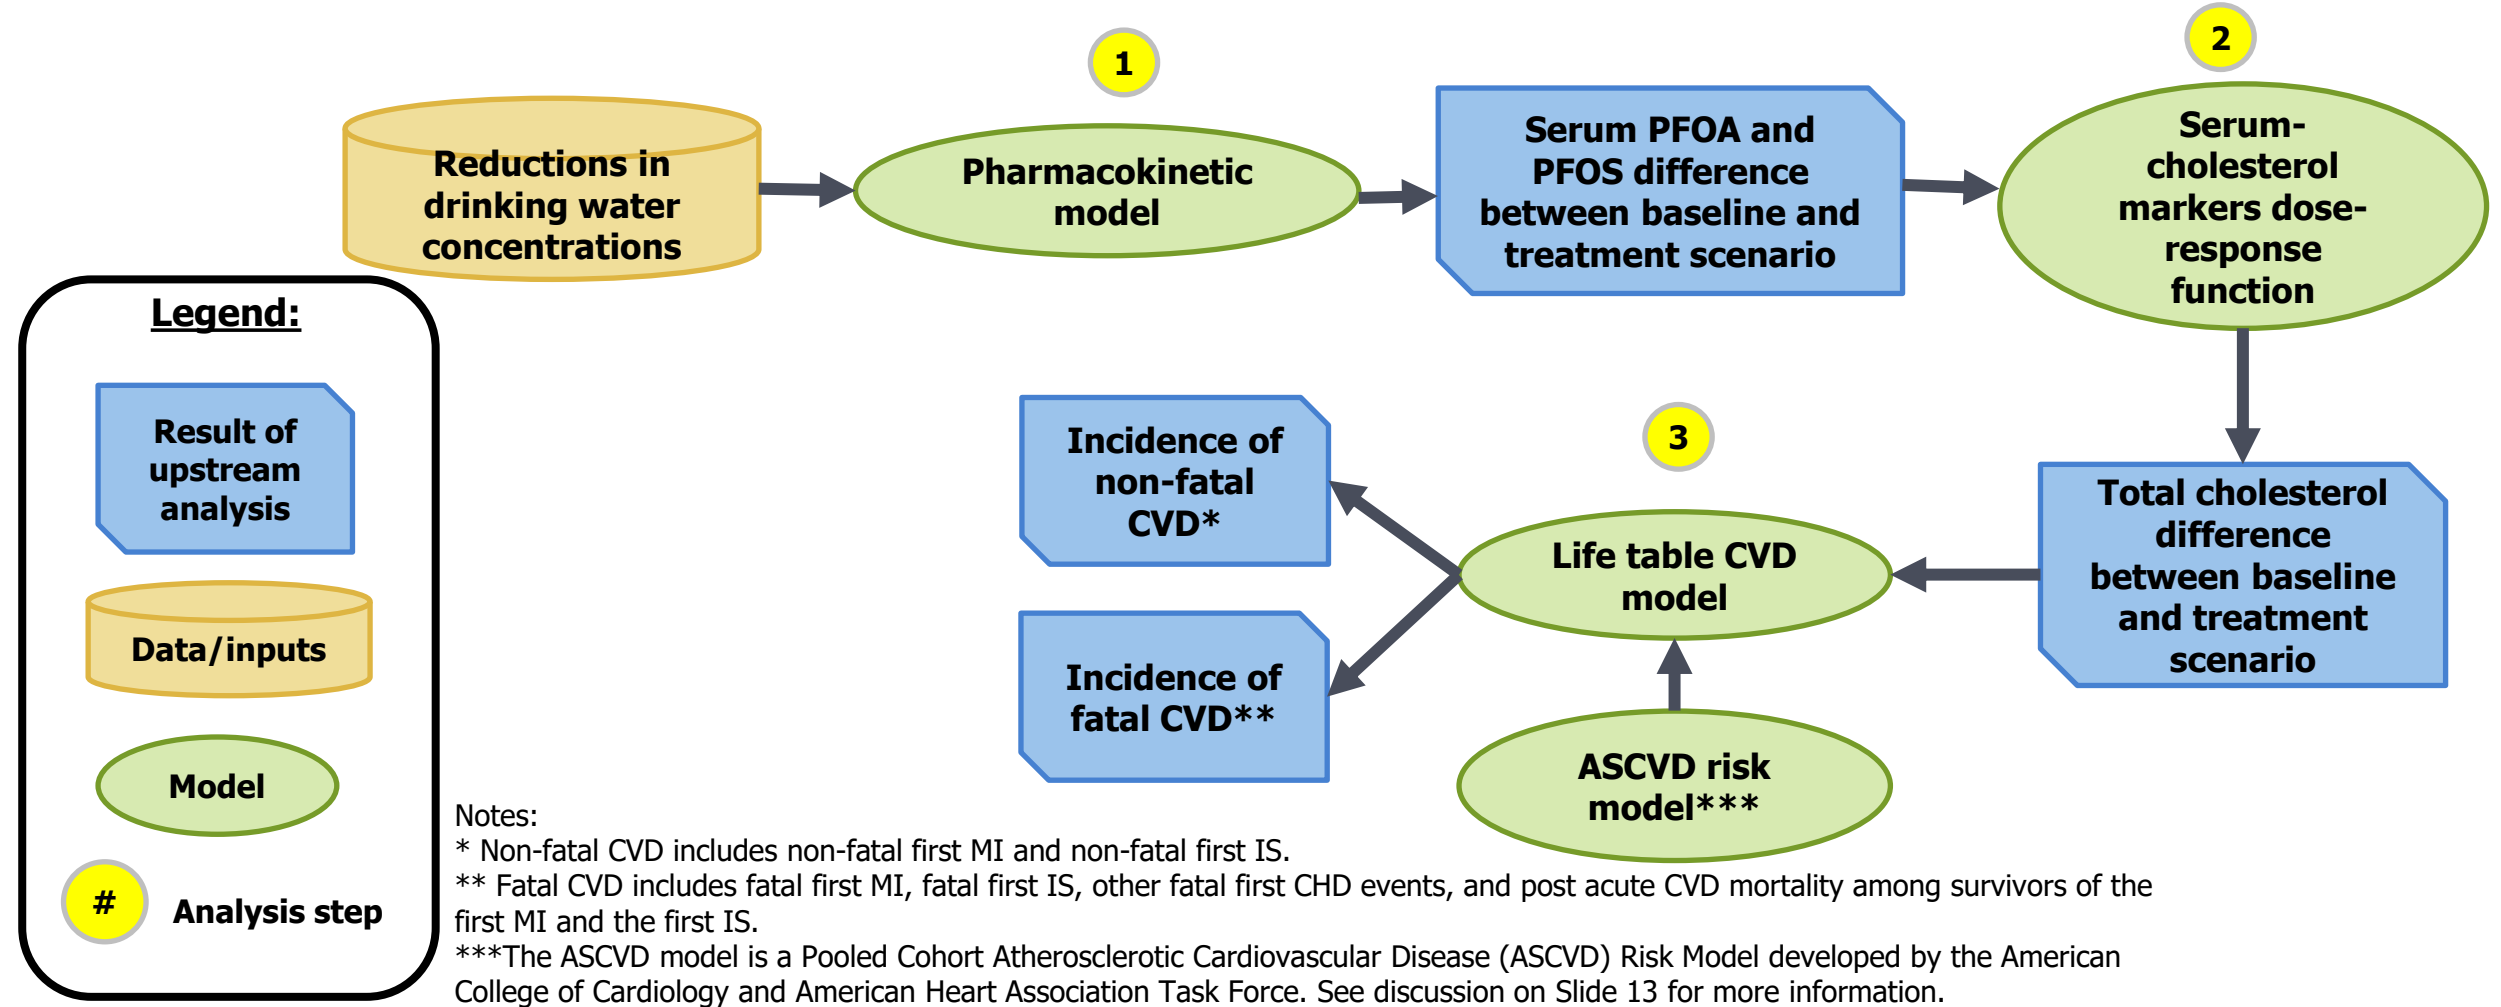 1
2
Reductions in
drinking water
concentrations
Pharmacokinetic
model
Serum PFOA and
PFOS difference
between baseline and
treatment scenario
Serum-
cholesterol
markers dose-
response
function
Legend:
Result of
upstream
analysis
Data/inputs
Model
#
Analysis step
Incidence of
non-fatal
CVD*
3
Life table CVD
model
Total cholesterol
difference
between baseline
and treatment
scenario
Incidence of
fatal CVD**
ASCVD risk
model***
Notes:
* Non-fatal CVD includes non-fatal first MI and non-fatal first IS.
** Fatal CVD includes fatal first MI, fatal first IS, other fatal first CHD events, and post acute CVD mortality among survivors of the
first MI and the first IS.
***The ASCVD model is a Pooled Cohort Atherosclerotic Cardiovascular Disease (ASCVD) Risk Model developed by the American
College of Cardiology and American Heart Association Task Force. See discussion on Slide 13 for more information.